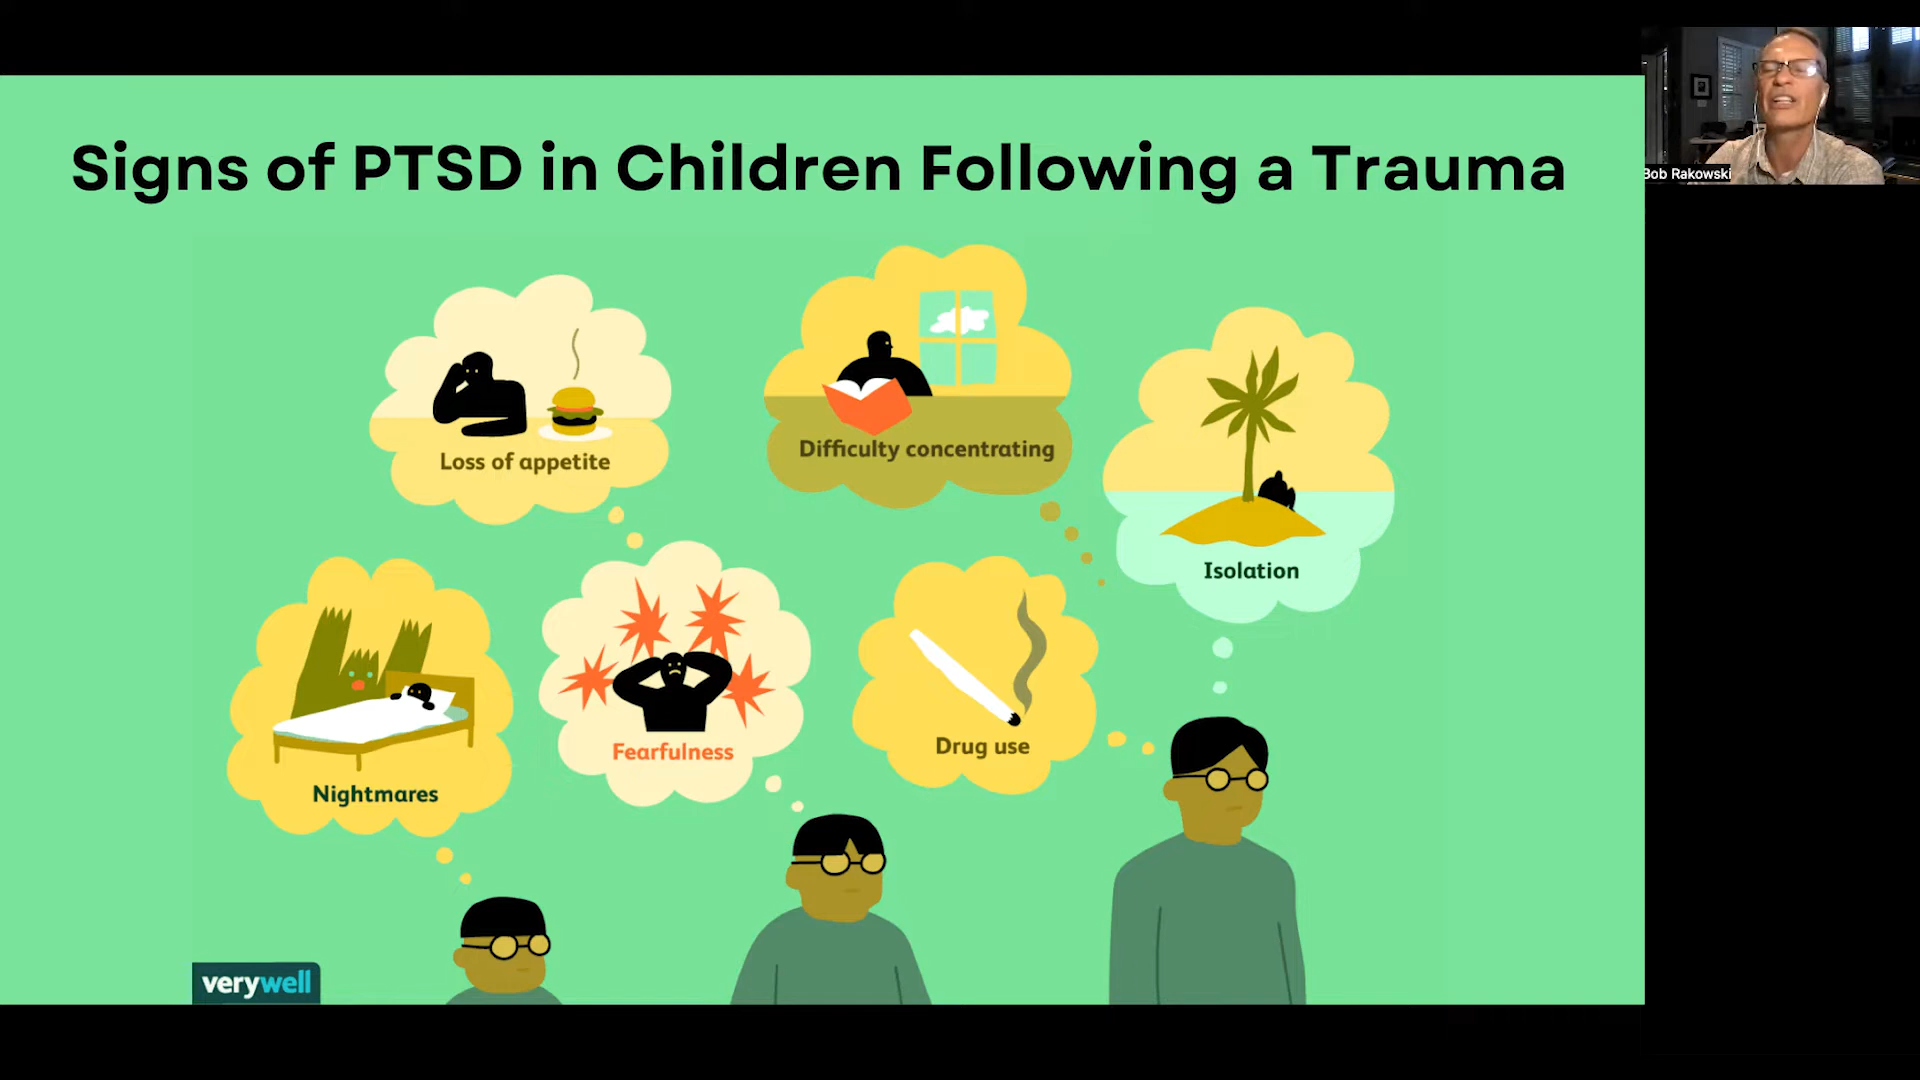 Signs of PTSD in Children Following a Trauma
Bob Rakowski
Loss of appetite
Difficulty concentrating
Isolation
Nightmares
Fearfulness
Drug use
verywell